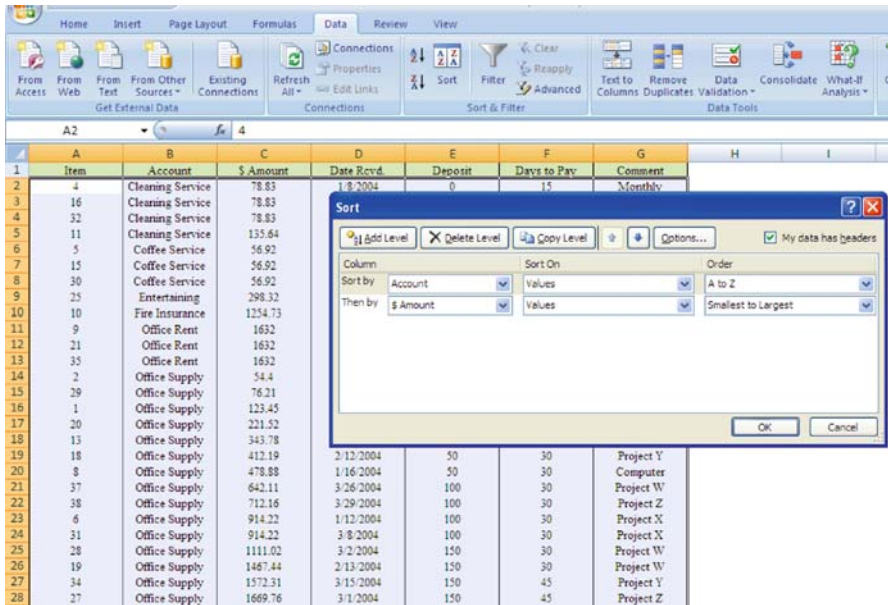 Home Insert Page Layout Formulas Data Review View
From Access From Web From Text From Other Sources Existing Connections Refresh All Connections Properties Edit Links Sort Filter Clear Reapply Advanced Text to Columns Remove Duplicates Data Validation Consolidate What-If Analysis
Get External Data Connections Sort & Filter Data Tools
A2 fx 4
A B C D E F G H I
1 Item Account $ Amount Date Rcvd. Deposit Days to Pay Comment
2 4 Cleaning Service 78.83 1/8/2004 0 15 Monthly
3 16 Cleaning Service 78.83
4 32 Cleaning Service 78.83
5 11 Cleaning Service 135.64
6 5 Coffee Service 56.92
7 15 Coffee Service 56.92
8 30 Coffee Service 56.92
9 25 Entertaining 298.32
10 10 Fire Insurance 1254.73
11 9 Office Rent 1632
12 21 Office Rent 1632
13 35 Office Rent 1632
14 2 Office Supply 54.4
15 29 Office Supply 76.21
16 1 Office Supply 123.45
17 20 Office Supply 221.52
18 13 Office Supply 343.78
19 18 Office Supply 412.19 2/12/2004 50 30 Project Y
20 8 Office Supply 478.88 1/16/2004 50 30 Computer
21 37 Office Supply 642.11 3/26/2004 100 30 Project W
22 38 Office Supply 712.16 3/29/2004 100 30 Project Z
23 6 Office Supply 914.22 1/12/2004 100 30 Project X
24 31 Office Supply 914.22 3/8/2004 100 30 Project X
25 28 Office Supply 1111.02 3/2/2004 150 30 Project W
26 19 Office Supply 1467.44 2/13/2004 150 30 Project W
27 34 Office Supply 1572.31 3/15/2004 150 45 Project Y
28 27 Office Supply 1669.76 3/1/2004 150 45 Project Z
Sort
Add Level Delete Level Copy Level Options... My data has headers
Column Sort On Order
Sort by Account Values A to Z
Then by $ Amount Values Smallest to Largest
OK Cancel